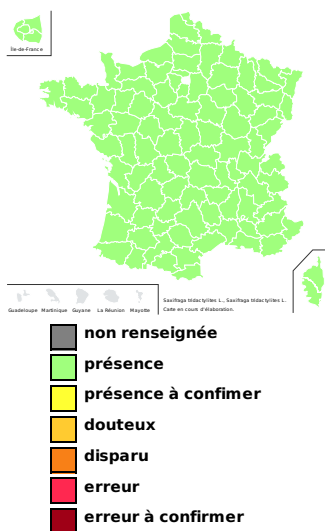 Île-de-France
Guadeloupe Martinique Guyane La Réunion Mayotte
Saxifraga tridactylites L., Saxifraga tridactylites L.
Carte en cours d'élaboration.
non renseignée
présence
présence à confimer
douteux
disparu
erreur
erreur à confirmer